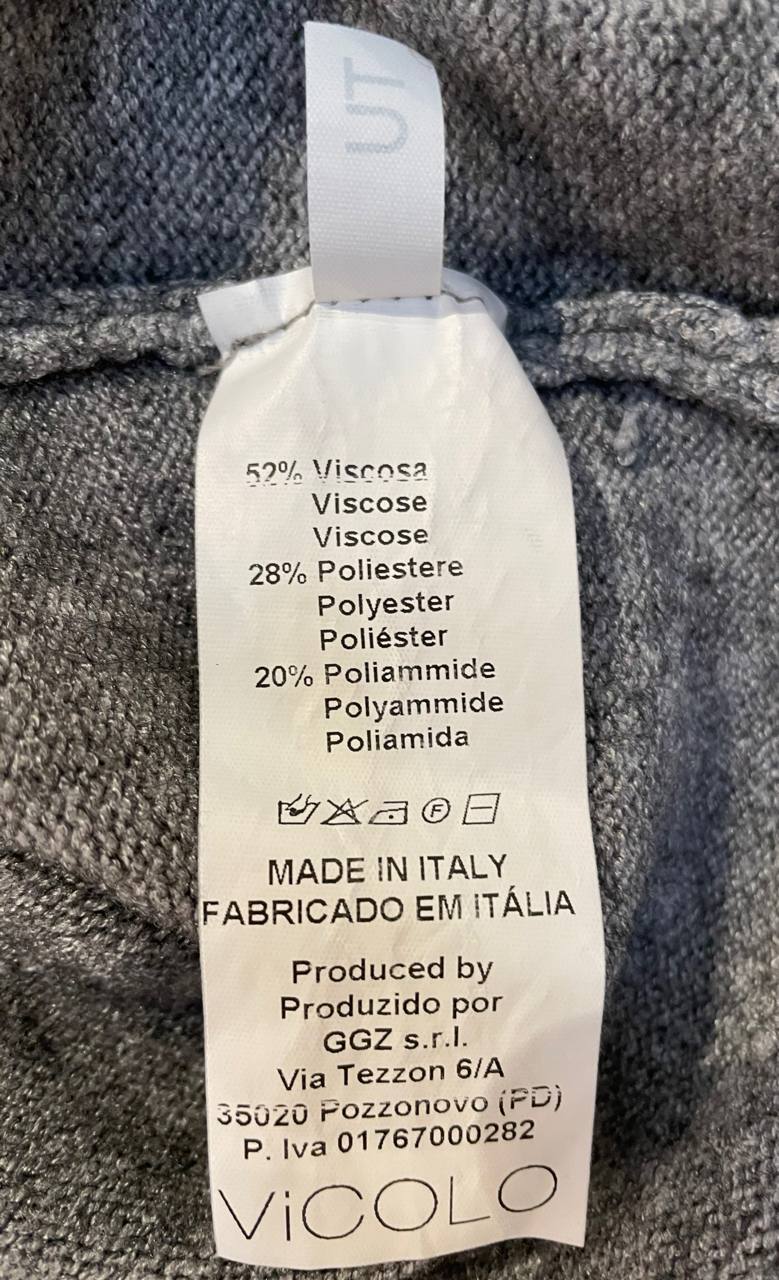 UT
52% Viscosa
Viscose
Viscose
28% Poliestere
Polyester
Poliéster
20% Poliammide
Polyammide
Poliamida
F
MADE IN ITALY
FABRICADO EM ITÁLIA
Produced by
Produzido por
GGZ s.r.l.
Via Tezzon 6/A
35020 Pozzonovo (PD)
P. Iva 01767000282
ViCOLO